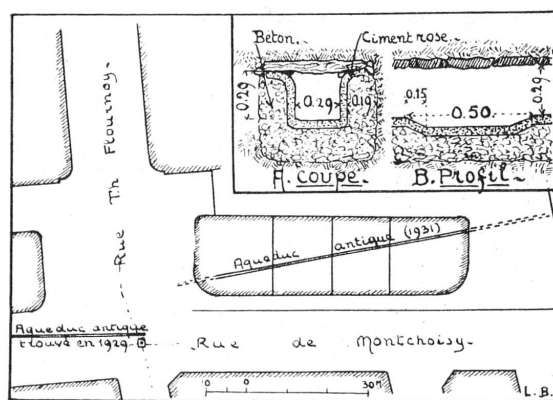 Béton.
Ciment rose.
0.29
0.29
0.19
0.15
0.50
0.29
A. Coupe.
B. Profil.
Rue Th Flournoy.
Aqueduc antique (1931)
Aqueduc antique
trouvé en 1929
Rue de Montchoisy.
0 0 30m
L.B.